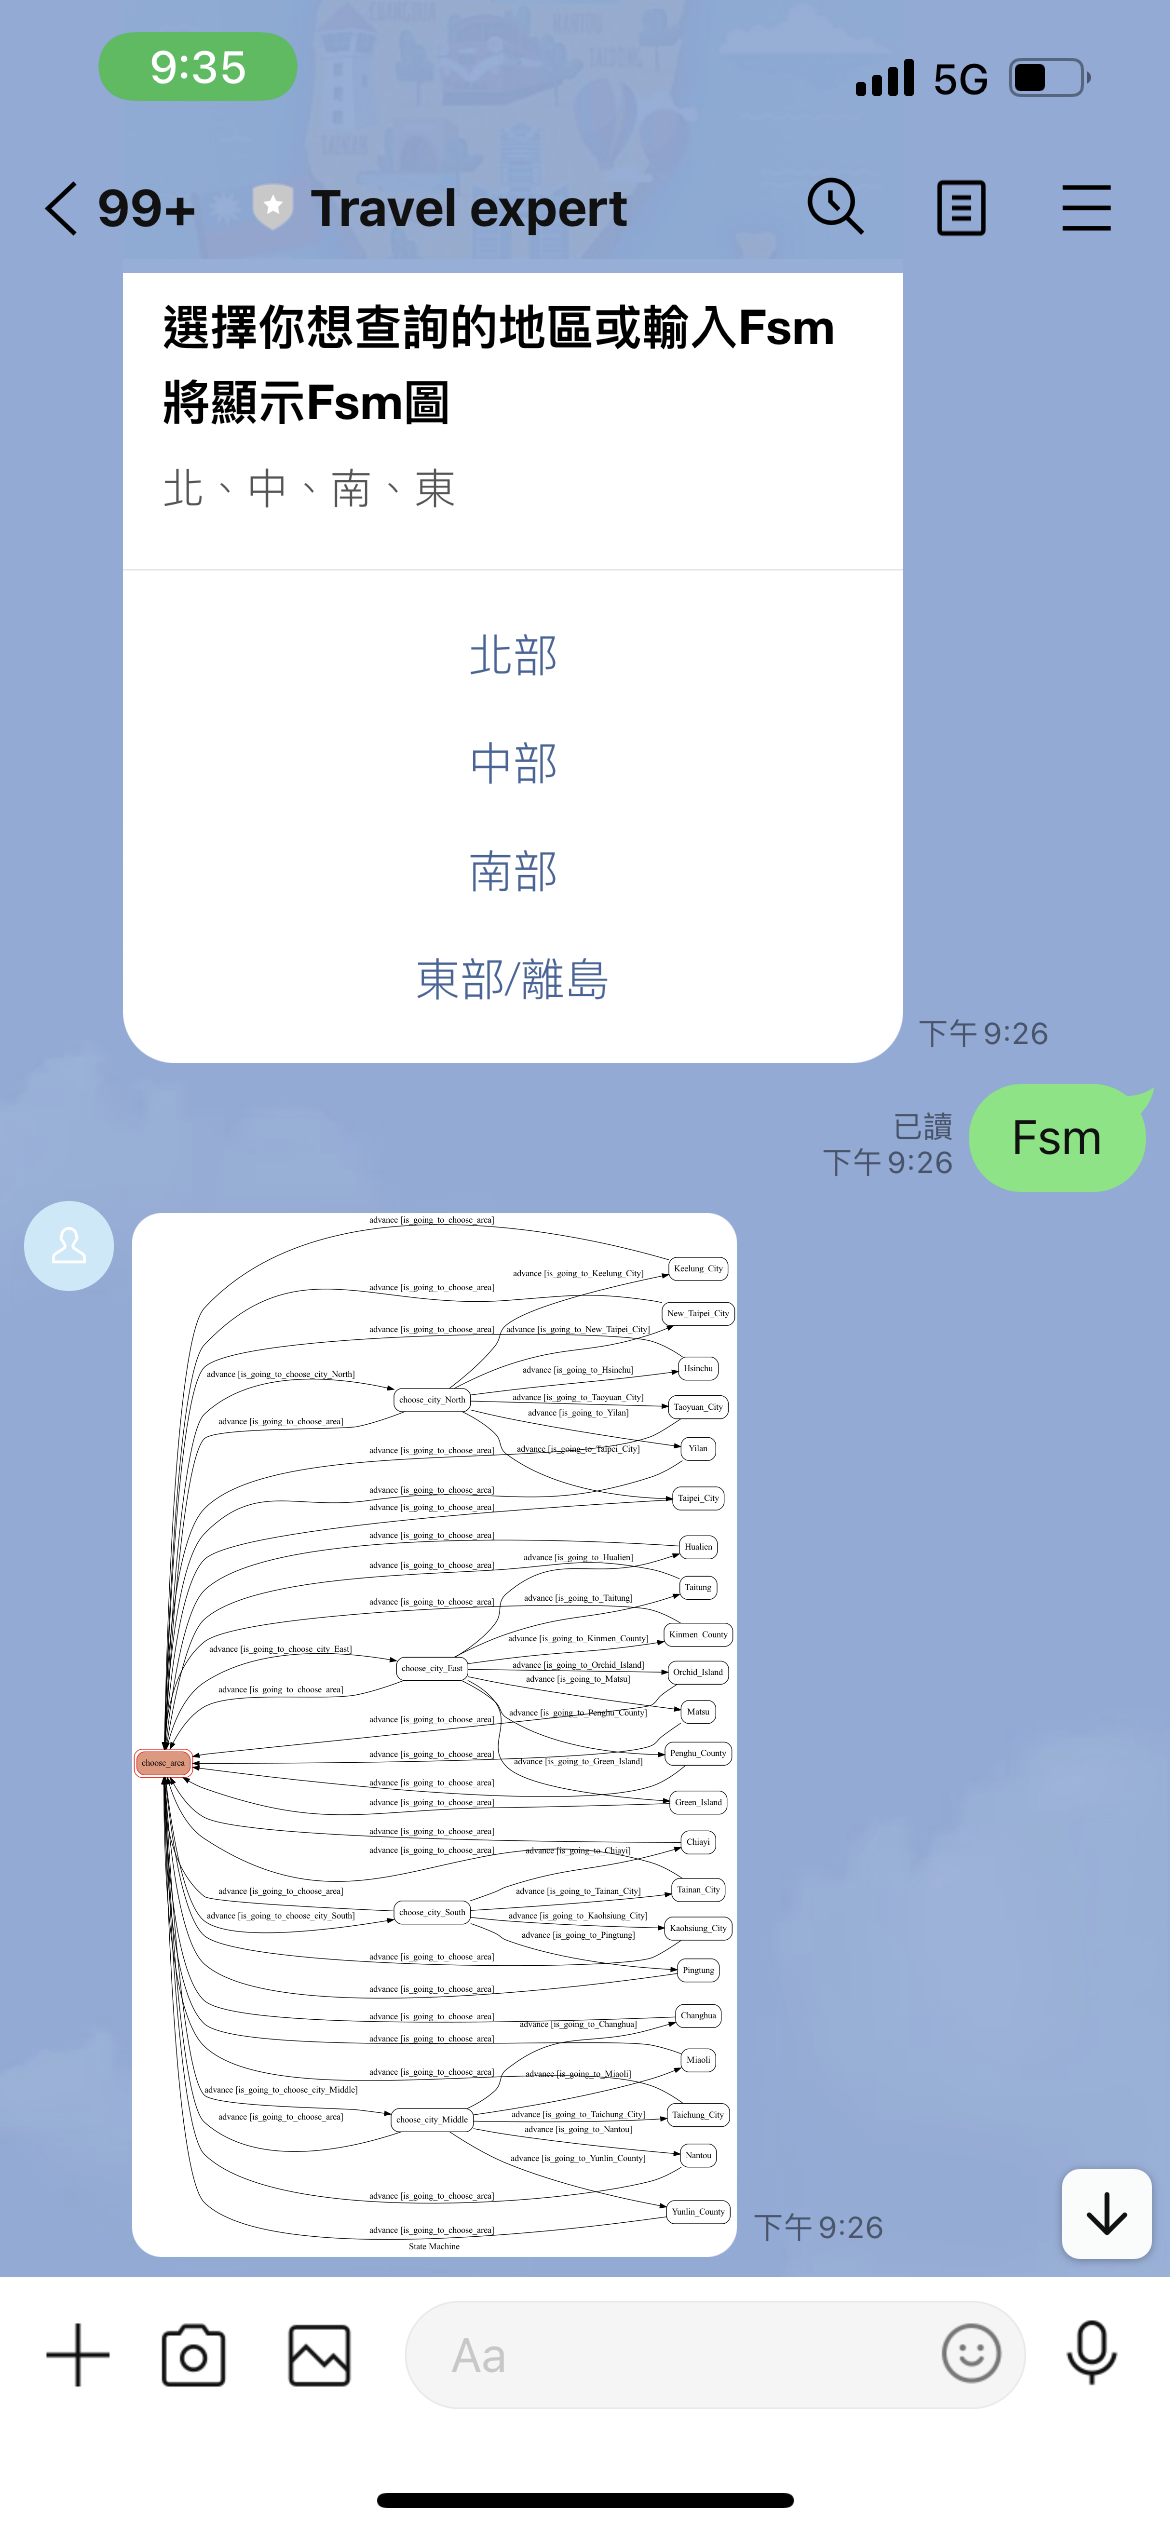 9:35
5G
99+
Travel expert
選擇你想查詢的地區或輸入Fsm
將顯示Fsm圖
北、中、南、東
北部
中部
南部
東部/離島
下午 9:26
已讀
下午 9:26
Fsm
advance [is_going_to_choose_area]
Keelung_City
advance [is_going_to_Keelung_City]
advance [is_going_to_choose_area]
New_Taipei_City
advance [is_going_to_choose_area]
advance [is_going_to_New_Taipei_City]
Hsinchu
advance [is_going_to_Hsinchu]
advance [is_going_to_choose_city_North]
choose_city_North
advance [is_going_to_Taoyuan_City]
Taoyuan_City
advance [is_going_to_Yilan]
advance [is_going_to_choose_area]
advance [is_going_to_choose_area]
advance [is_going_to_Taipei_City]
Yilan
advance [is_going_to_choose_area]
Taipei_City
advance [is_going_to_choose_area]
advance [is_going_to_choose_area]
Hualien
advance [is_going_to_Hualien]
advance [is_going_to_choose_area]
Taitung
advance [is_going_to_Taitung]
advance [is_going_to_choose_area]
Kinmen_County
advance [is_going_to_Kinmen_County]
advance [is_going_to_choose_city_East]
choose_city_East
advance [is_going_to_Orchid_Island]
Orchid_Island
advance [is_going_to_Matsu]
advance [is_going_to_choose_area]
advance [is_going_to_Penghu_County]
Matsu
advance [is_going_to_choose_area]
advance [is_going_to_choose_area]
Penghu_County
choose_area
advance [is_going_to_Green_Island]
advance [is_going_to_choose_area]
advance [is_going_to_choose_area]
Green_Island
advance [is_going_to_choose_area]
Chiayi
advance [is_going_to_choose_area]
advance [is_going_to_Chiayi]
advance [is_going_to_choose_area]
advance [is_going_to_Tainan_City]
Tainan_City
choose_city_South
advance [is_going_to_choose_city_South]
advance [is_going_to_Kaohsiung_City]
Kaohsiung_City
advance [is_going_to_Pingtung]
advance [is_going_to_choose_area]
Pingtung
advance [is_going_to_choose_area]
advance [is_going_to_choose_area]
Changhua
advance [is_going_to_Changhua]
advance [is_going_to_choose_area]
Miaoli
advance [is_going_to_choose_area]
advance [is_going_to_Miaoli]
advance [is_going_to_choose_city_Middle]
advance [is_going_to_choose_area]
choose_city_Middle
advance [is_going_to_Taichung_City]
Taichung_City
advance [is_going_to_Nantou]
Nantou
advance [is_going_to_Yunlin_County]
advance [is_going_to_choose_area]
Yunlin_County
advance [is_going_to_choose_area]
State Machine
下午 9:26
Aa